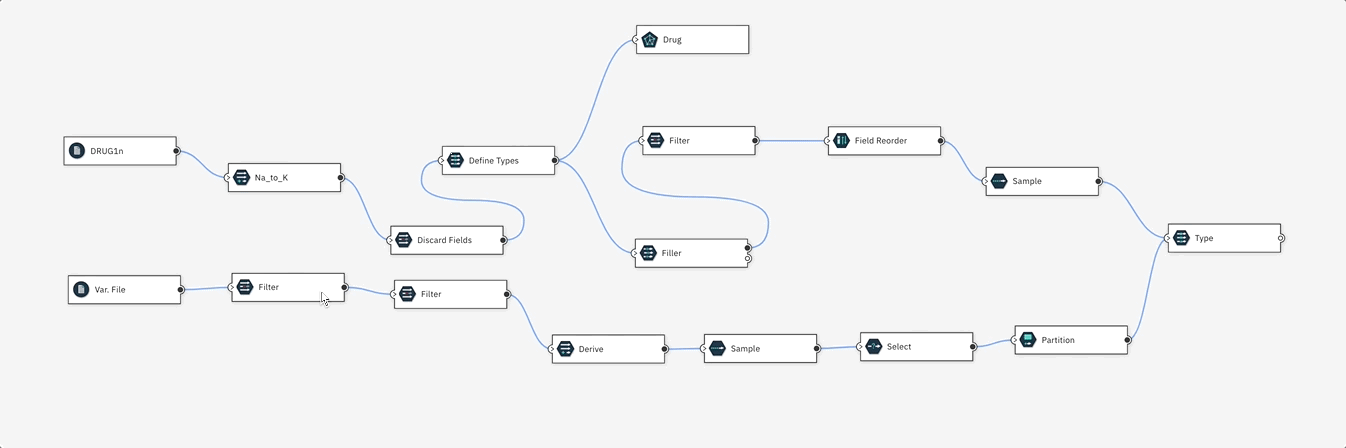 Drug
DRUG1n
Na_to_K
Discard Fields
Define Types
Filter
Field Reorder
Sample
Filler
Type
Var. File
Filter
Filter
Derive
Sample
Select
Partition